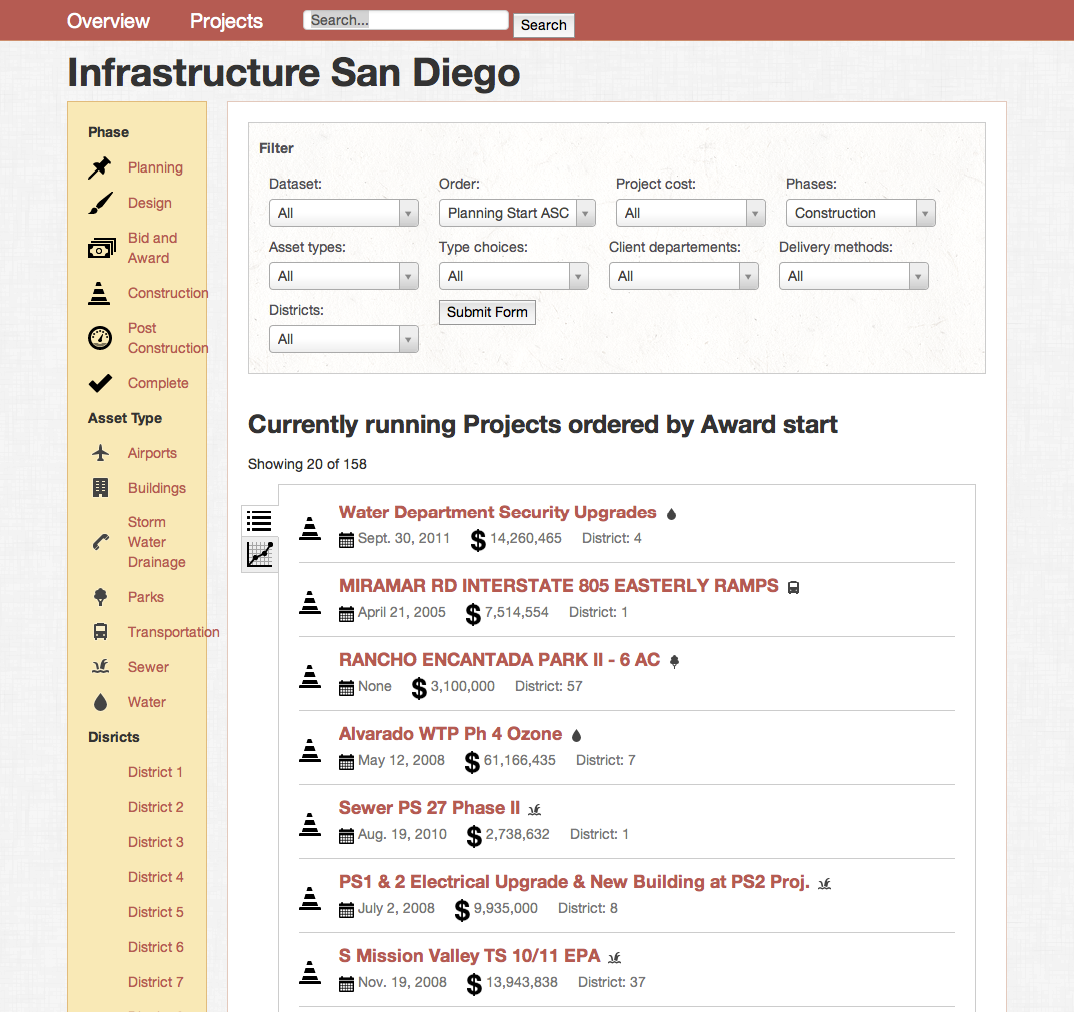 Overview Projects Search... Search
Infrastructure San Diego
Phase
Planning
Design
Bid and
Award
Construction
Post
Construction
Complete
Asset Type
Airports
Buildings
Storm
Water
Drainage
Parks
Transportation
Sewer
Water
Disricts
District 1
District 2
District 3
District 4
District 5
District 6
District 7
Filter
Dataset: Order: Project cost: Phases:
All Planning Start ASC All Construction
Asset types: Type choices: Client departements: Delivery methods:
All All All All
Districts:
All Submit Form
Currently running Projects ordered by Award start
Showing 20 of 158
Water Department Security Upgrades
Sept. 30, 2011 $ 14,260,465 District: 4
MIRAMAR RD INTERSTATE 805 EASTERLY RAMPS
April 21, 2005 $ 7,514,554 District: 1
RANCHO ENCANTADA PARK II - 6 AC
None $ 3,100,000 District: 57
Alvarado WTP Ph 4 Ozone
May 12, 2008 $ 61,166,435 District: 7
Sewer PS 27 Phase II
Aug. 19, 2010 $ 2,738,632 District: 1
PS1 & 2 Electrical Upgrade & New Building at PS2 Proj.
July 2, 2008 $ 9,935,000 District: 8
S Mission Valley TS 10/11 EPA
Nov. 19, 2008 $ 13,943,838 District: 37